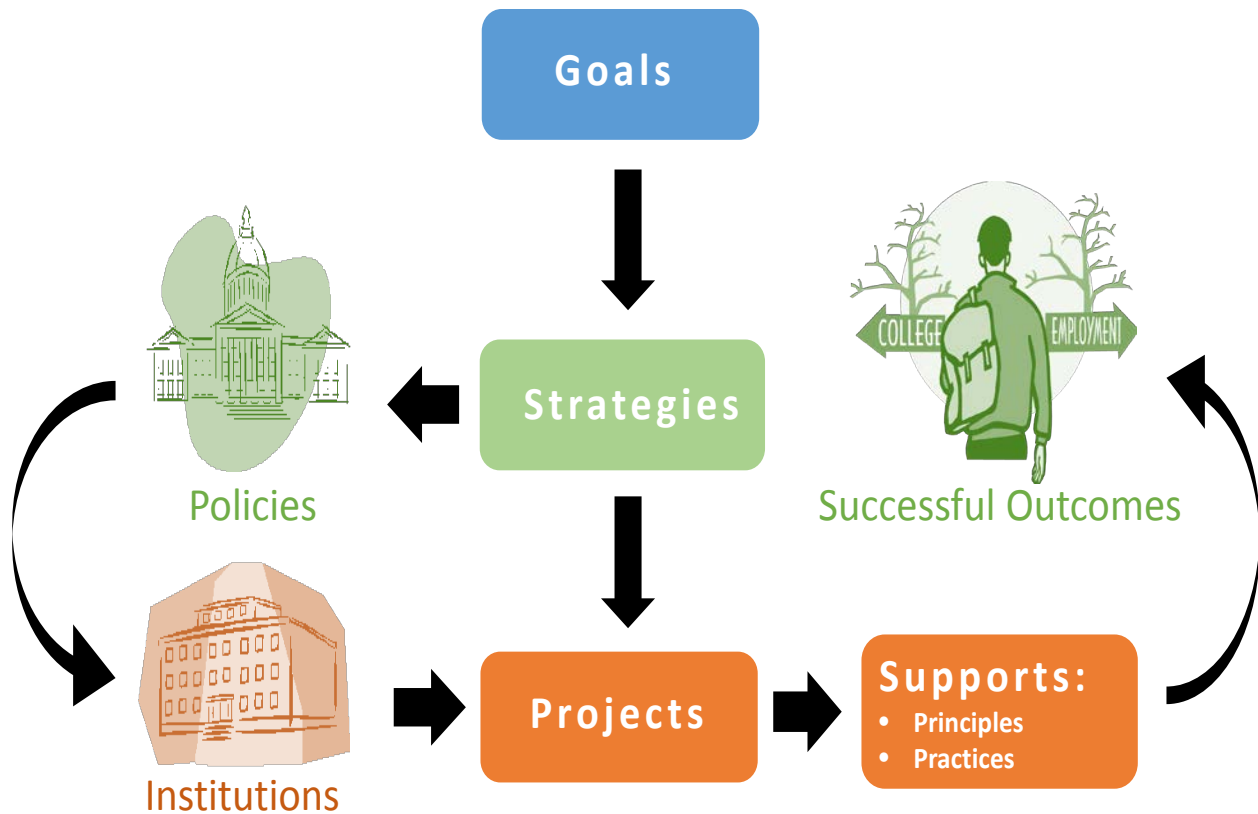 Goals
COLLEGE
EMPLOYMENT
Strategies
Policies
Successful Outcomes
Projects
Supports:
• Principles
• Practices
Institutions